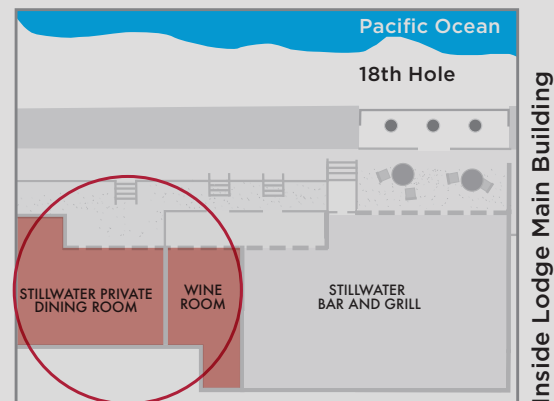 Pacific Ocean
18th Hole
STILLWATER PRIVATE
DINING ROOM
WINE
ROOM
STILLWATER
BAR AND GRILL
Inside Lodge Main Building